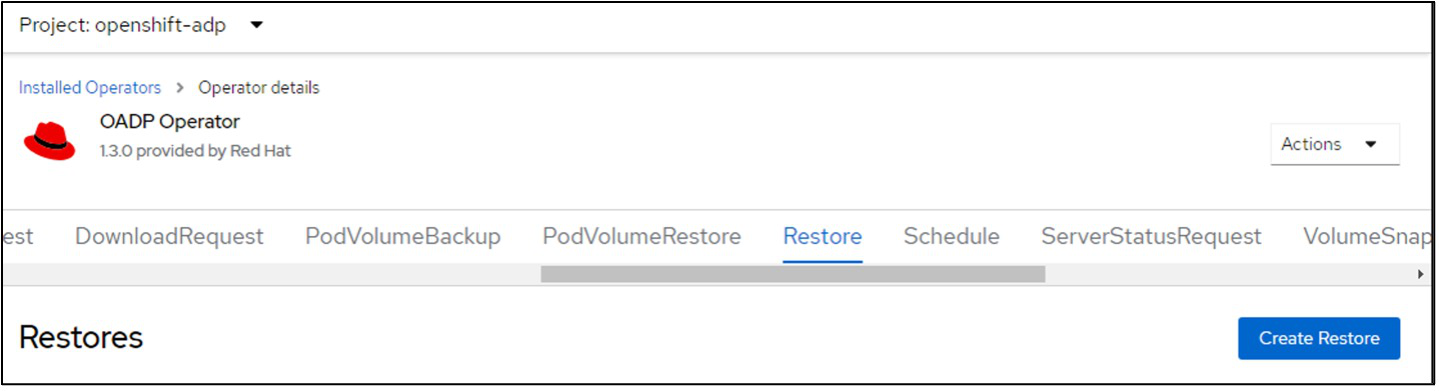 Project: openshift-adp
Installed Operators > Operator details
OADP Operator
1.3.0 provided by Red Hat
Actions
est DownloadRequest PodVolumeBackup PodVolumeRestore Restore Schedule ServerStatusRequest VolumeSnap
Restores
Create Restore